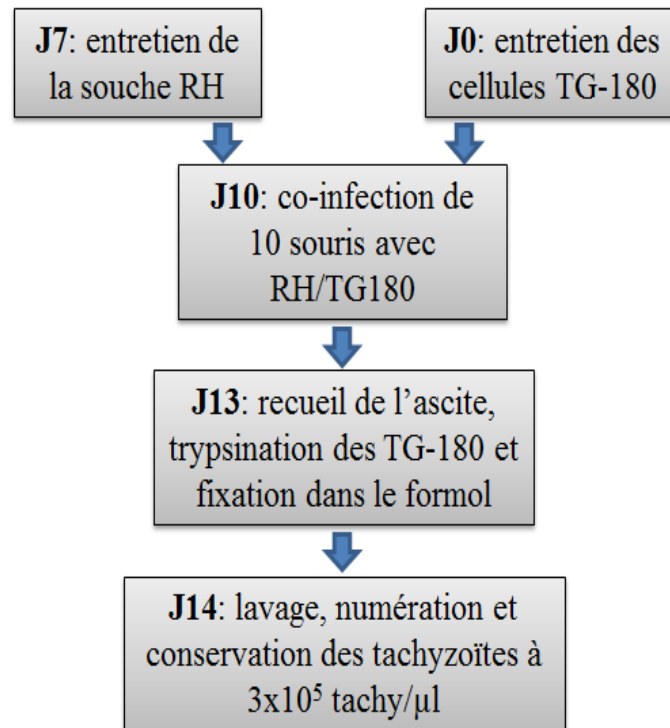 J7: entretien de
la souche RH
J0: entretien des
cellules TG-180
J10: co-infection de
10 souris avec
RH/TG180
J13: recueil de l’ascite,
trypsination des TG-180 et
fixation dans le formol
J14: lavage, numération et
conservation des tachyzoïtes à
3x10⁵ tachy/µl